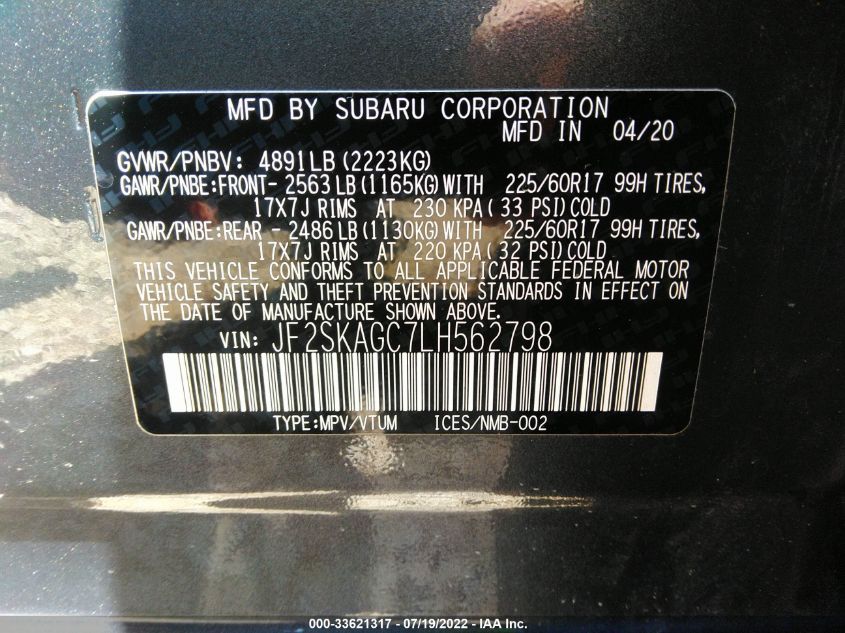 MFD BY SUBARU CORPORATION
MFD IN 04/20
GVWR/PNBV: 4891LB (2223KG)
GAWR/PNBE:FRONT- 2563 LB (1165KG) WITH 225/60R17 99H TIRES,
17X7J RIMS AT 230 KPA( 33 PSI) COLD
GAWR/PNBE:REAR - 2486 LB (1130KG) WITH 225/60R17 99H TIRES,
17X7J RIMS AT 220 KPA( 32 PSI) COLD
THIS VEHICLE CONFORMS TO ALL APPLICABLE FEDERAL MOTOR
VEHICLE SAFETY AND THEFT PREVENTION STANDARDS IN EFFECT ON
THE DATE OF MANUFACTURE SHOWN ABOVE.
VIN: JF2SKAGC7LH562798
TYPE:MPV/VTUM ICES/NMB-002
000-33621317 - 07/19/2022 - IAA Inc.